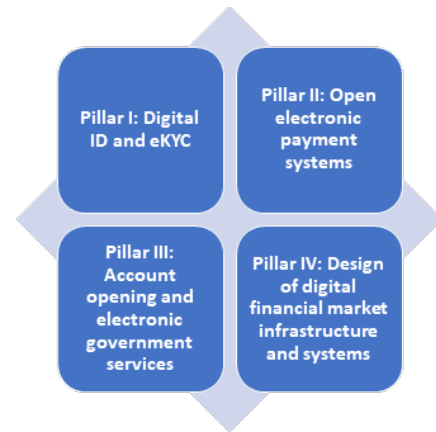 Pillar I: Digital
ID and eKYC
Pillar II: Open
electronic
payment
systems
Pillar III:
Account
opening and
electronic
government
services
Pillar IV: Design
of digital
financial market
infrastructure
and systems